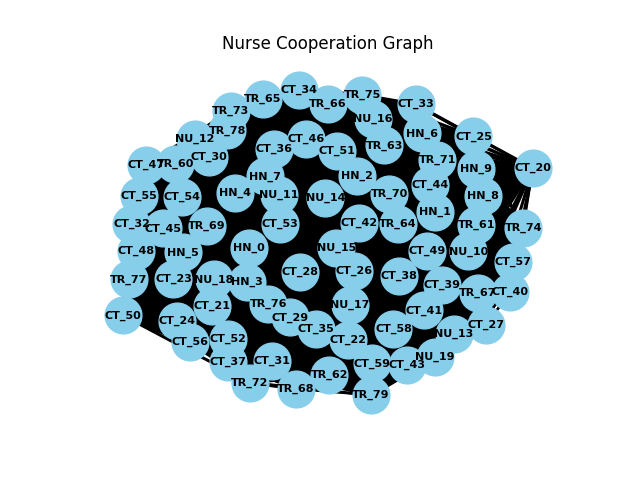 Nurse Cooperation Graph
CT_34
TR_75
TR_65
TR_66
CT_33
TR_73
NU_16
TR_78
HN_6
CT_25
NU_12
CT_46
TR_63
CT_36
CT_51
CT_30
TR_71
CT_47
TR_60
HN_9
CT_20
HN_7
HN_2
CT_44
HN_4
NU_11
TR_70
CT_55
CT_54
NU_14
HN_8
HN_1
CT_32
CT_45
TR_69
CT_53
CT_42
TR_64
TR_61
TR_74
CT_48
HN_5
HN_0
NU_15
CT_49
NU_10
CT_57
TR_77
CT_23
NU_18
HN_3
CT_28
CT_26
CT_38
CT_39
TR_67
CT_40
CT_21
TR_76
NU_17
CT_41
CT_50
CT_24
CT_29
CT_35
CT_58
NU_13
CT_27
CT_56
CT_52
CT_22
CT_37
CT_31
CT_59
CT_43
NU_19
TR_72
TR_68
TR_62
TR_79